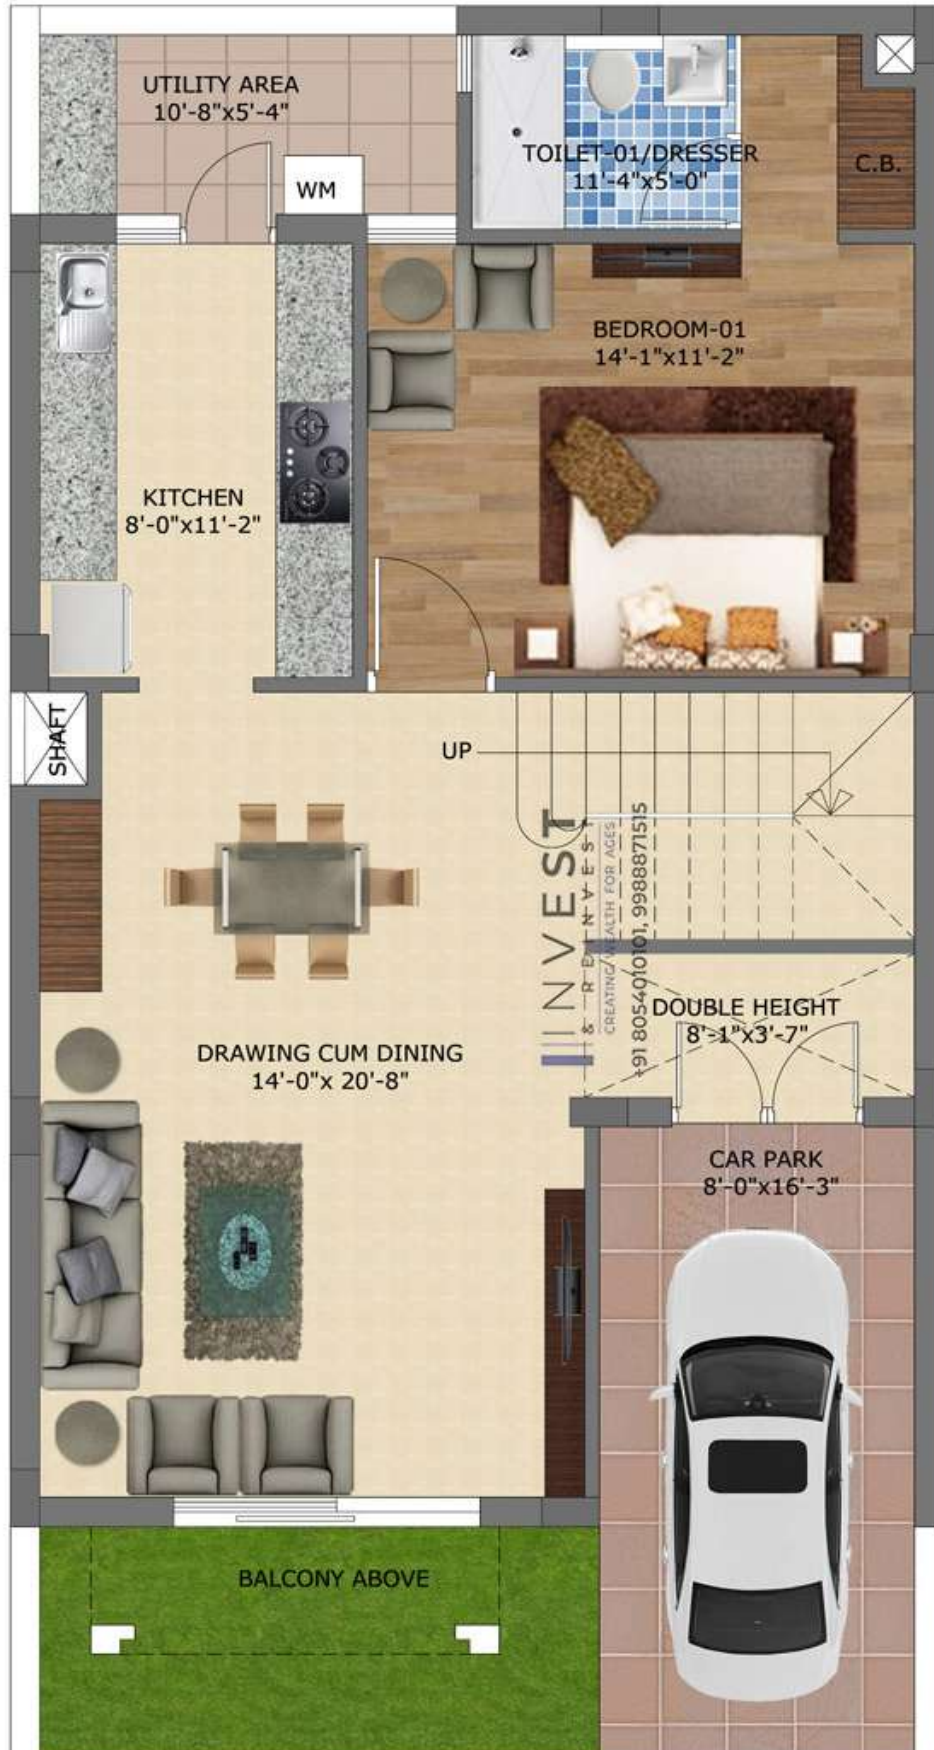 UTILITY AREA
10'-8"x5'-4"
WM
TOILET-01/DRESSER
11'-4"x5'-0"
C.B.
BEDROOM-01
14'-1"x11'-2"
KITCHEN
8'-0"x11'-2"
SHAFT
UP
INVEST
& REINVEST
CREATING WEALTH FOR AGES
+91 8054010101, 9988871515
DOUBLE HEIGHT
8'-1"x3'-7"
DRAWING CUM DINING
14'-0"x 20'-8"
CAR PARK
8'-0"x16'-3"
BALCONY ABOVE